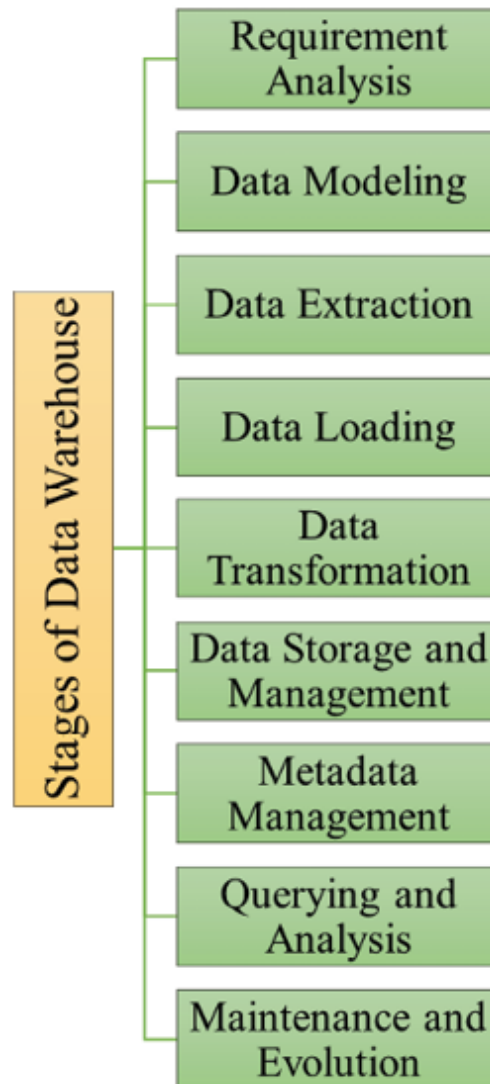 Stages of Data Warehouse
Requirement
Analysis
Data Modeling
Data Extraction
Data Loading
Data
Transformation
Data Storage and
Management
Metadata
Management
Querying and
Analysis
Maintenance and
Evolution